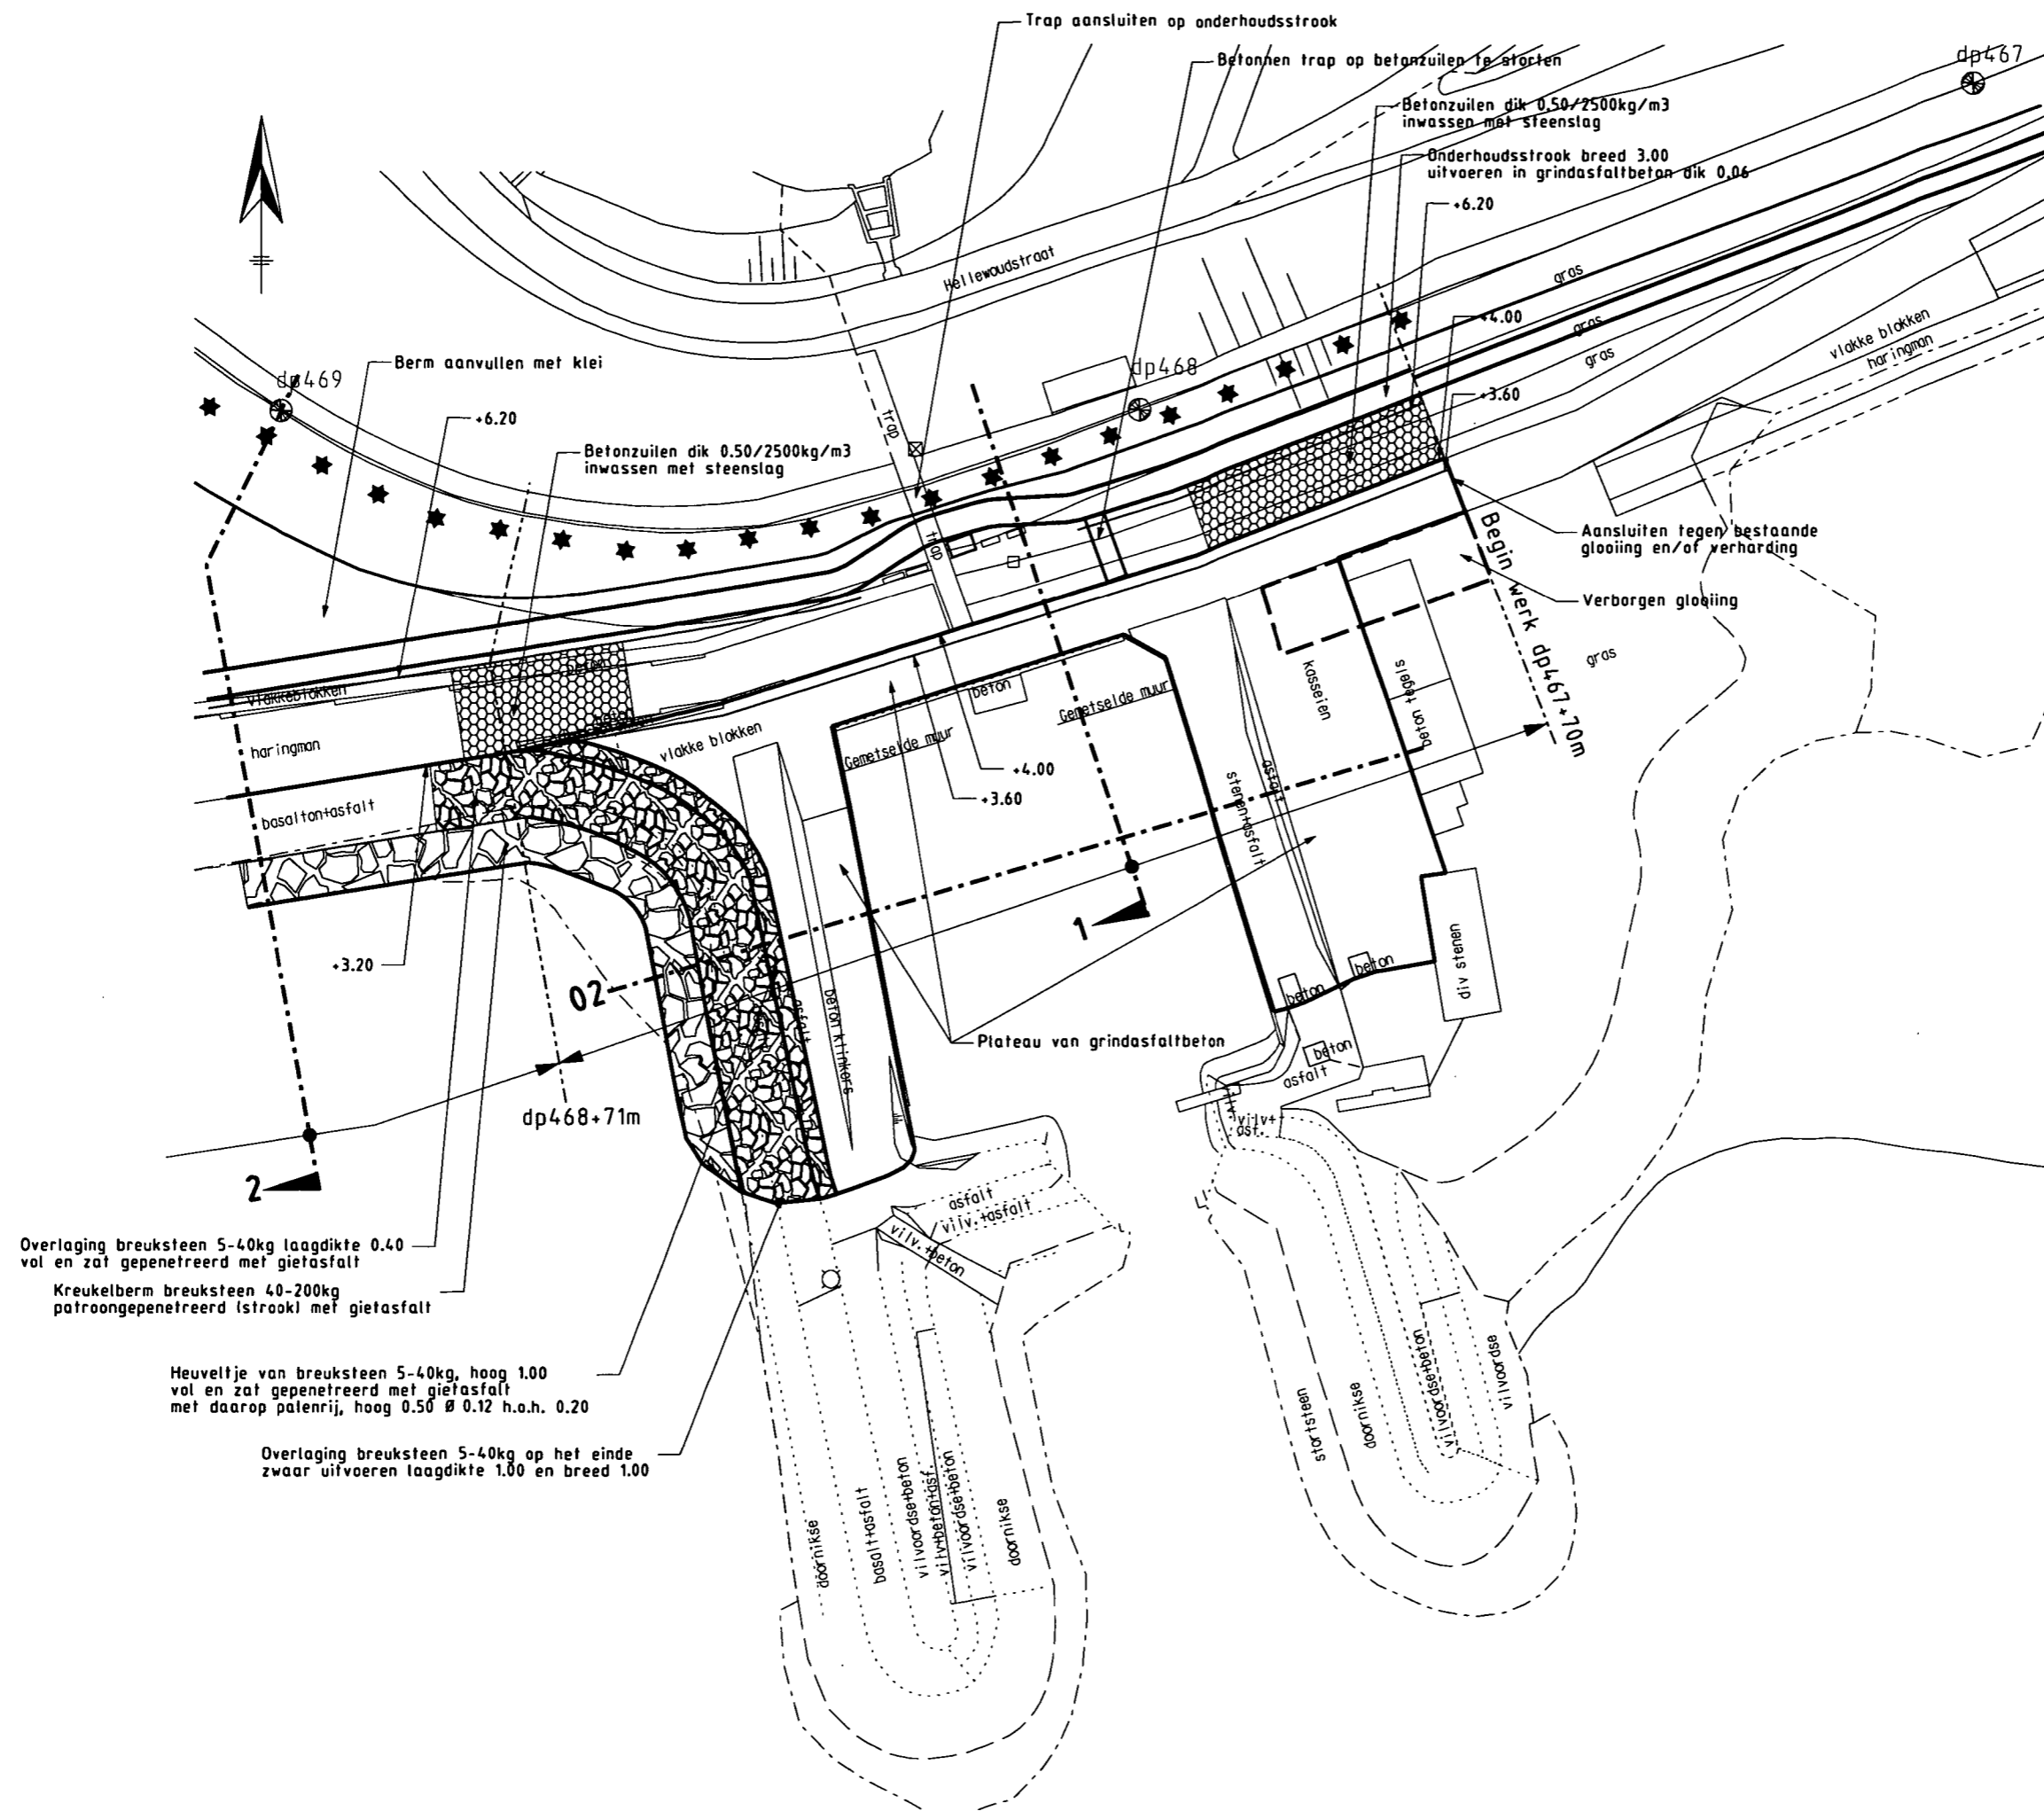 Trap aansluiten op onderhoudsstrook
Betonnen trap op betonzuilen te storten
dp467
Betonzuilen dik 0.50/2500kg/m3
inwassen met steenslag
Onderhoudsstrook breed 3.00
uitvoeren in grindasfaltbeton dik 0.06
+6.20
Hellewoudstraat
gras
+4.00
gras
gras
vlakke blokken
haringman
dp469
Berm aanvullen met klei
dp468
+3.60
+6.20
trap
Betonzuilen dik 0.50/2500kg/m3
inwassen met steenslag
trap
Begin werk dp467+70m
Aansluiten tegen bestaande
glooiing en/of verharding
Verborgen glooiing
gras
vlakkeblokken
beton
beton
haringman
vlakke blokken
beton
Gemetselde muur
Gemetselde muur
kasseien
beton tegels
basalton+asfalt
+4.00
+3.60
stenen+asfalt
asfalt
1
+3.20
02
asfalt
beton klinkers
beton
beton
div stenen
Plateau van grindasfaltbeton
beton
asfalt
dp468+71m
vilv.
vilv+
asf.
2
asfalt
vilv.+asfalt
vilv.+beton
Overlaging breuksteen 5-40kg laagdikte 0.40
vol en zat gepenetreerd met gietasfalt
Kreukelberm breuksteen 40-200kg
patroongepenetreerd (strook) met gietasfalt
Heuveltje van breuksteen 5-40kg, hoog 1.00
vol en zat gepenetreerd met gietasfalt
met daarop palenrij, hoog 0.50 Ø 0.12 h.o.h. 0.20
Overlaging breuksteen 5-40kg op het einde
zwaar uitvoeren laagdikte 1.00 en breed 1.00
stortsteen
doornikse
vilvoordse+beton
vilvoordse
doornikse
basalt+asfalt
vilvoordse+beton
vilv+beton+asf.
vilvoordse+beton
doornikse